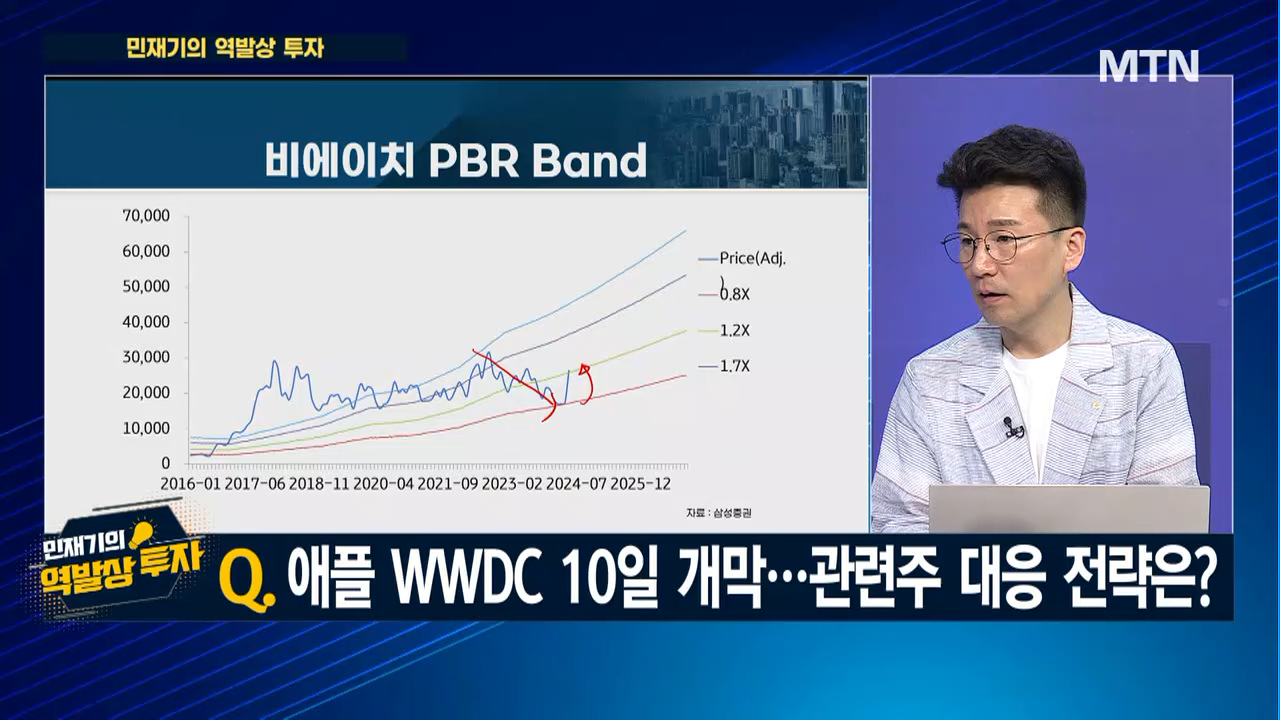 민재기의 역발상 투자
MTN
비에이치 PBR Band
70,000
60,000
50,000
40,000
30,000
20,000
10,000
0
2016-01 2017-06 2018-11 2020-04 2021-09 2023-02 2024-07 2025-12
Price(Adj.
)
0.8X
1.2X
1.7X
자료 : 삼성증권
민재기의
역발상 투자
Q. 애플 WWDC 10일 개막…관련주 대응 전략은?